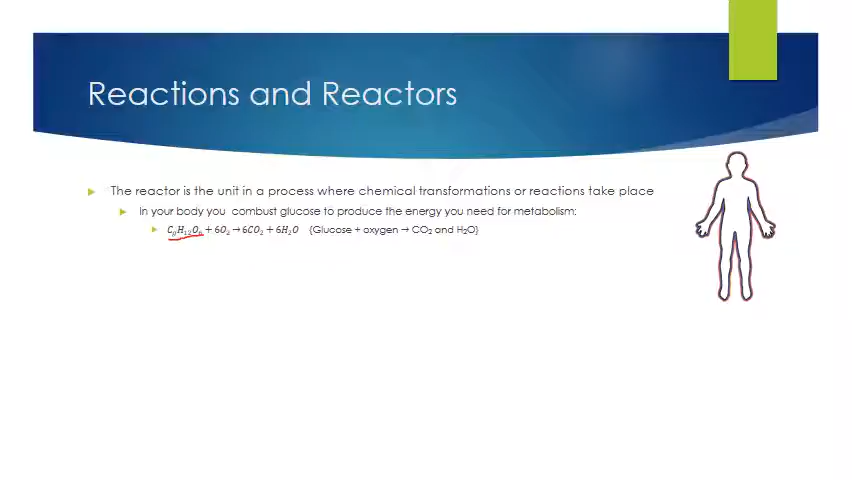 Reactions and Reactors
The reactor is the unit in a process where chemical transformations or reactions take place
In your body you combust glucose to produce the energy you need for metabolism:
C₆H₁₂O₆ + 6O₂ → 6CO₂ + 6H₂O (Glucose + oxygen → CO₂ and H₂O)